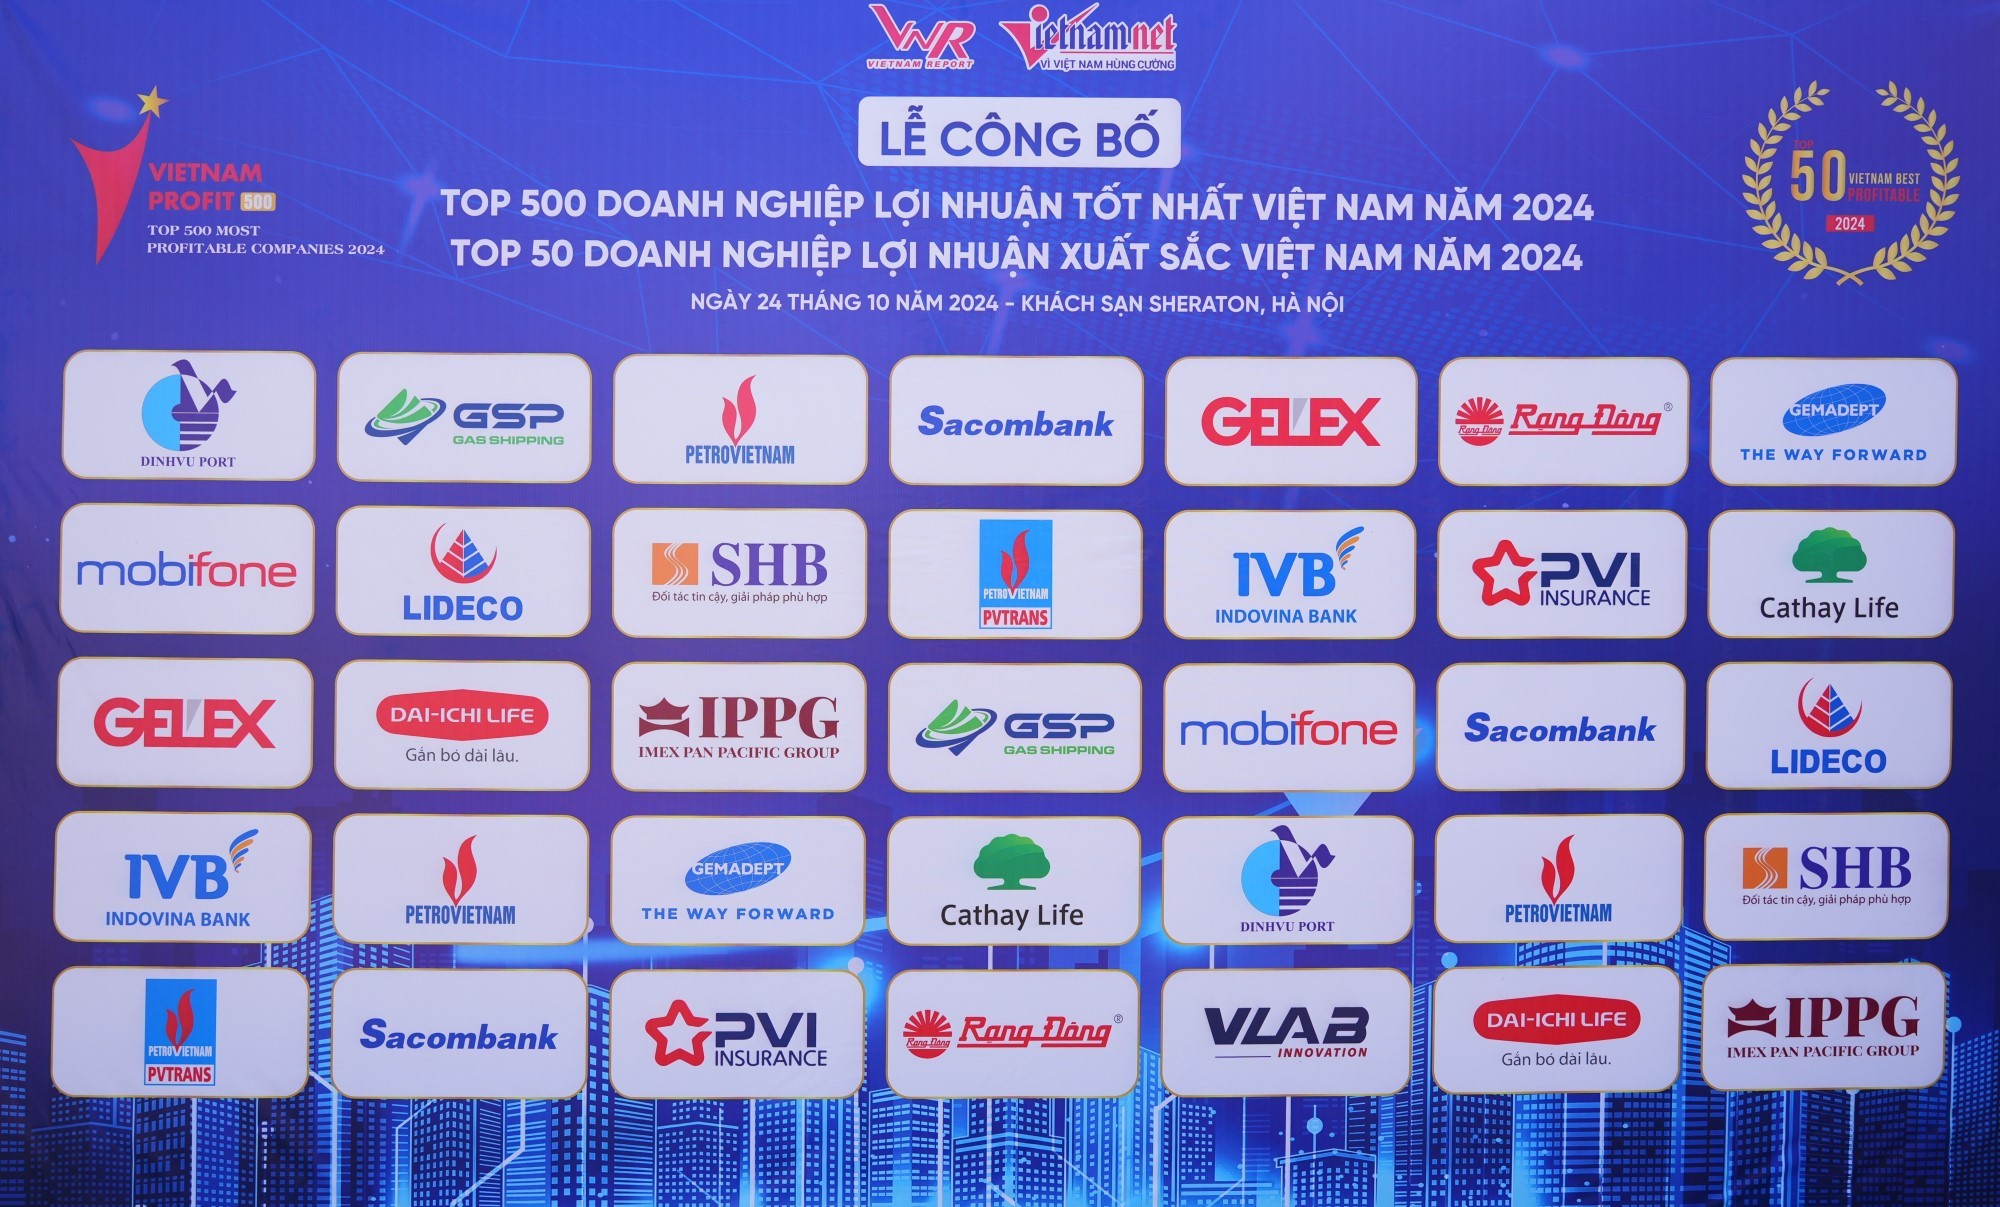 VNR
VIETNAM REPORT
Vietnamnet
VÌ VIỆT NAM HÙNG CƯỜNG
LỄ CÔNG BỐ
VIETNAM
PROFIT 500
TOP 500 MOST
PROFITABLE COMPANIES 2024
TOP 500 DOANH NGHIỆP LỢI NHUẬN TỐT NHẤT VIỆT NAM NĂM 2024
TOP 50 DOANH NGHIỆP LỢI NHUẬN XUẤT SẮC VIỆT NAM NĂM 2024
NGÀY 24 THÁNG 10 NĂM 2024 - KHÁCH SẠN SHERATON, HÀ NỘI
TOP
50 VIETNAM BEST
PROFITABLE
2024
DINHVU PORT
GSP
GAS SHIPPING
PETROVIETNAM
Sacombank
GELEX
Rạng Đông
Rạng Đông ®
GEMADEPT
THE WAY FORWARD
mobifone
LIDECO
SHB
Đối tác tin cậy, giải pháp phù hợp
PETROVIETNAM
PVTRANS
IVB
INDOVINA BANK
PVI
INSURANCE
Cathay Life
GELEX
DAI-ICHI LIFE
Gắn bó dài lâu.
IPPG
IMEX PAN PACIFIC GROUP
GSP
GAS SHIPPING
mobifone
Sacombank
LIDECO
IVB
INDOVINA BANK
PETROVIETNAM
GEMADEPT
THE WAY FORWARD
Cathay Life
DINHVU PORT
PETROVIETNAM
SHB
Đối tác tin cậy, giải pháp phù hợp
PETROVIETNAM
PVTRANS
Sacombank
PVI
INSURANCE
Rạng Đông
Rạng Đông ®
VLAB
INNOVATION
DAI-ICHI LIFE
Gắn bó dài lâu.
IPPG
IMEX PAN PACIFIC GROUP